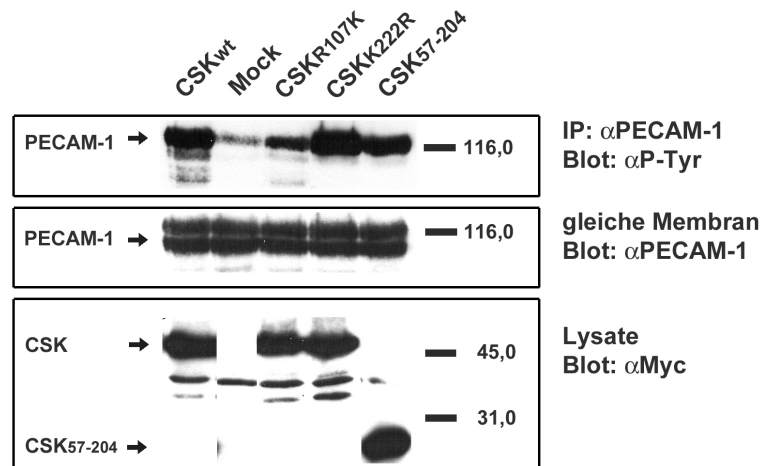 CSKwt Mock CSKR107K CSKK222R CSK57-204
PECAM-1
116,0
IP: αPECAM-1
Blot: αP-Tyr
PECAM-1
116,0
gleiche Membran
Blot: αPECAM-1
CSK
45,0
Lysate
Blot: αMyc
31,0
CSK57-204